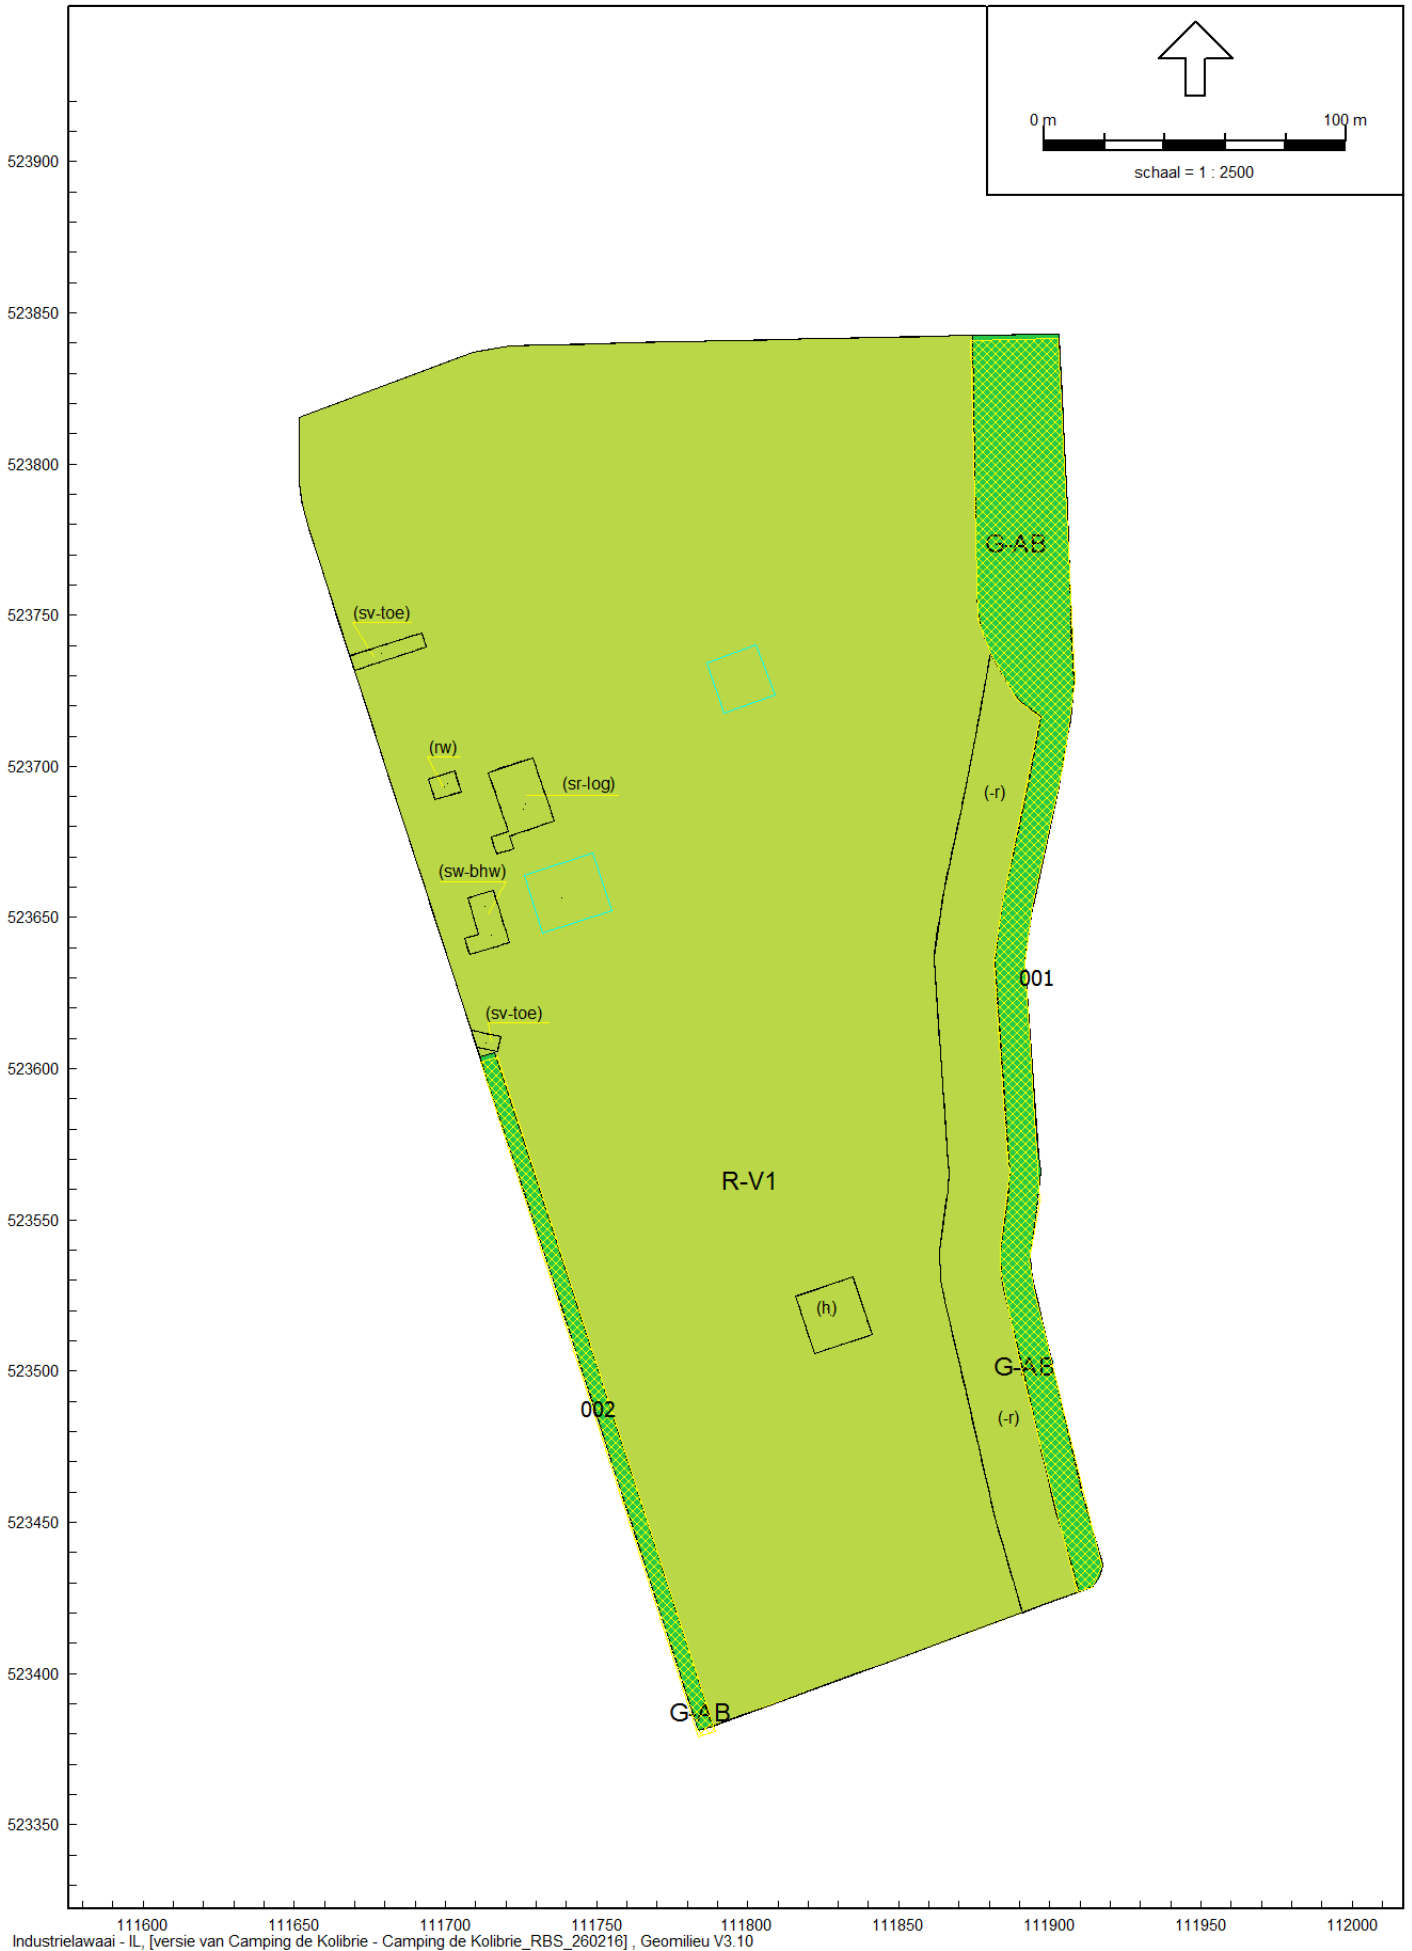 0 m 100 m
schaal = 1 : 2500
523900
523850
523800
G-AB
523750
(sv-toe)
(rw)
523700
(sr-log)
(-r)
(sw-bhw)
523650
001
(sv-toe)
523600
R-V1
523550
(h)
523500
G-AB
002
(-r)
523450
523400
G-AB
523350
111600 111650 111700 111750 111800 111850 111900 111950 112000
Industrielawaai - IL, [versie van Camping de Kolibrie - Camping de Kolibrie_RBS_260216] , Geomilieu V3.10